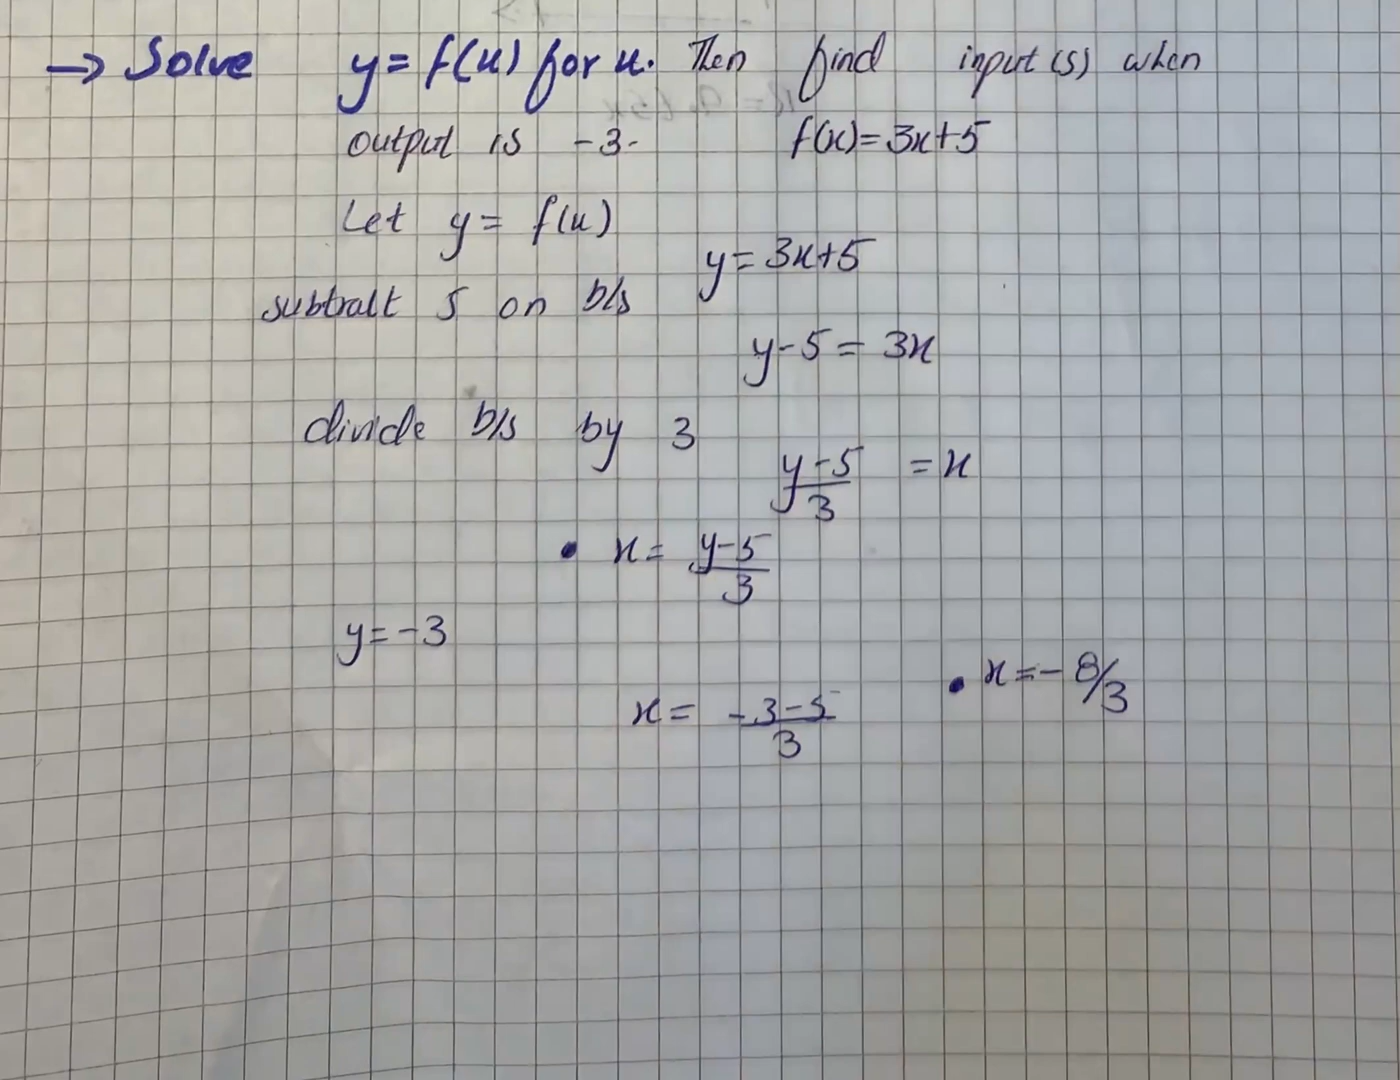 → Solve y = f(x) for x. Then find input(s) when
output is -3. f(x) = 3x+5
Let y = f(x)
y = 3x+5
subtract 5 on b/s
y-5 = 3x
divide b/s by 3
y-5/3 = x
• x = y-5/3
y = -3
x = -3-5/3
• x = -8/3